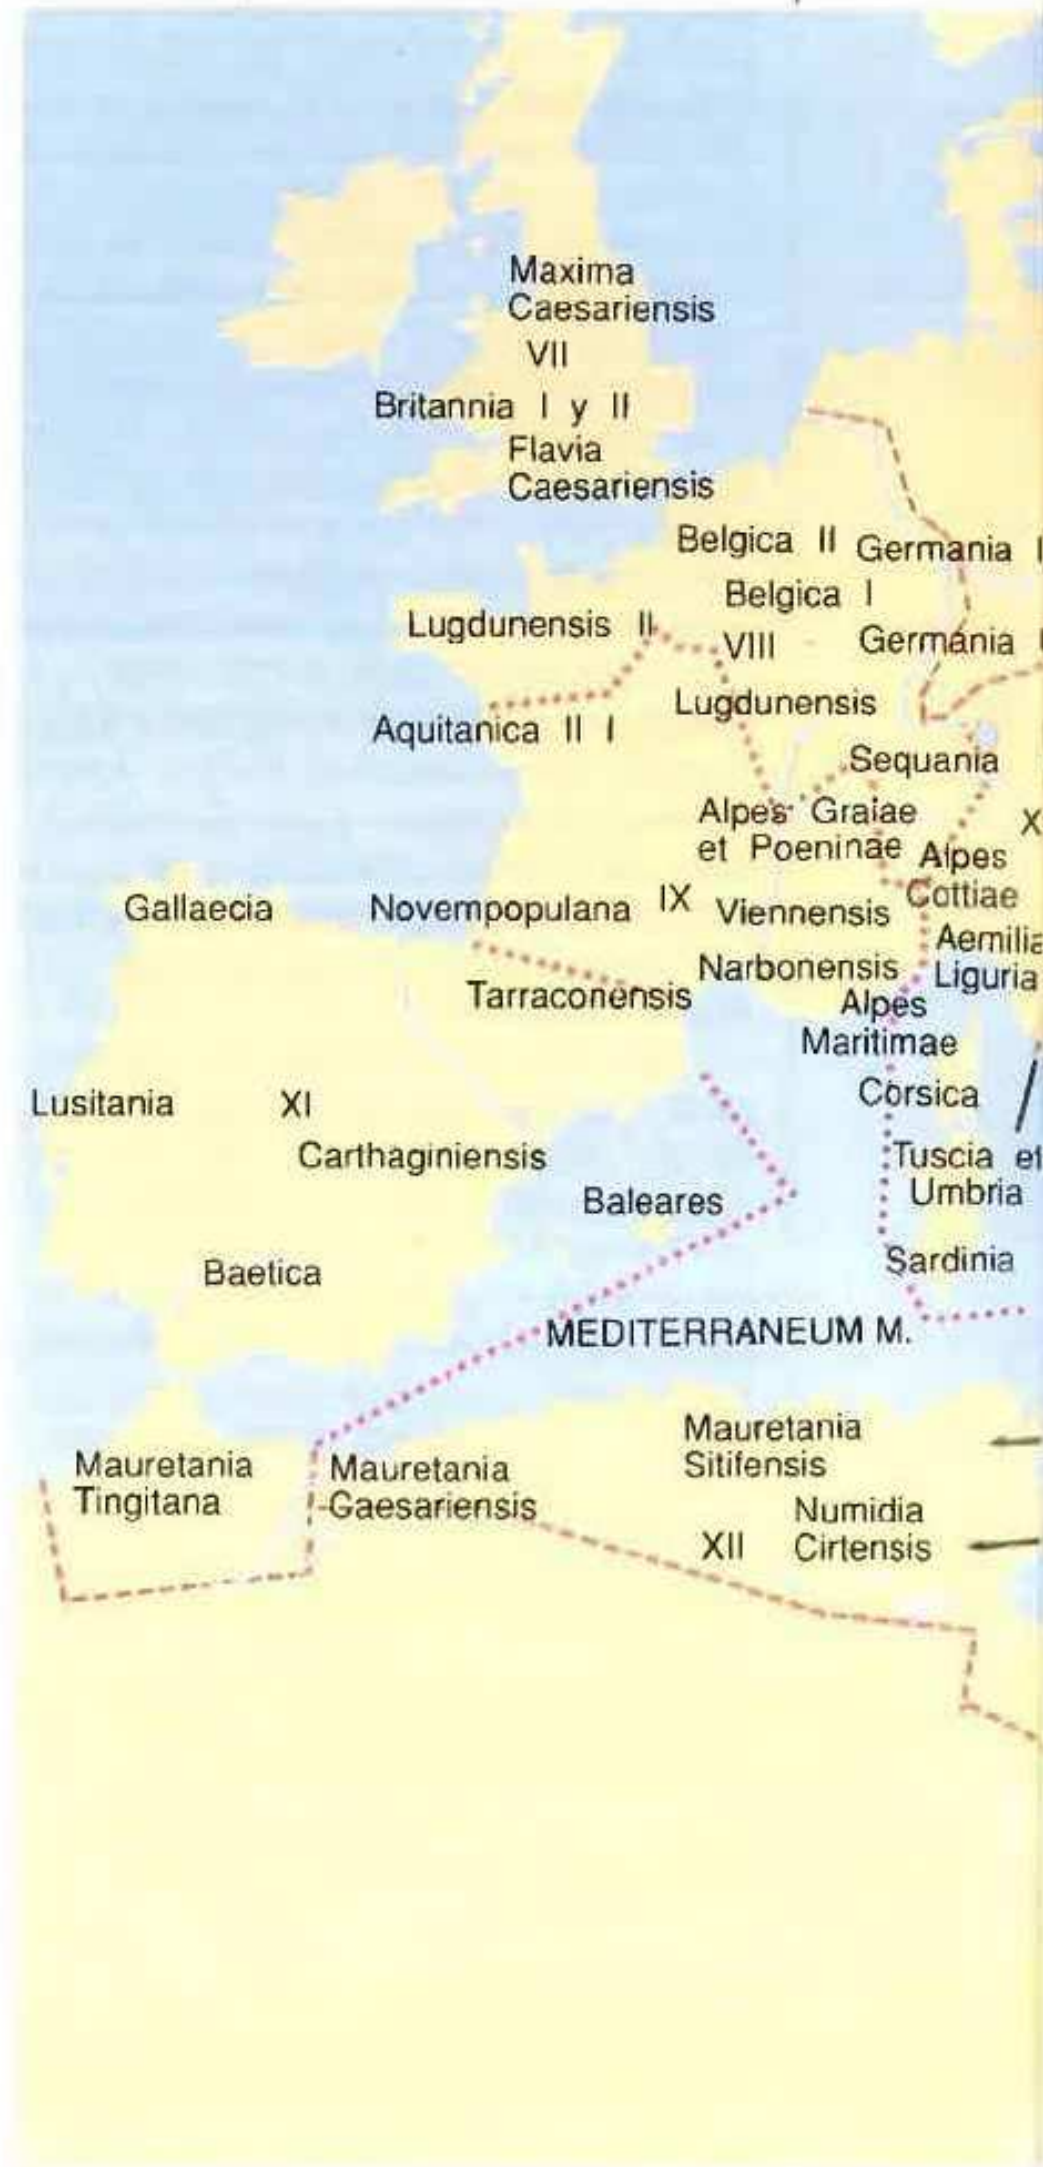 Maxima
Caesariensis
VII
Britannia I y II
Flavia
Caesariensis
Belgica II
Germania I
Belgica I
Lugdunensis II
VIII
Germania
Lugdunensis
Aquitanica II I
Sequania
Alpes Graiae
et Poeninae
X
Alpes
Cottiae
Gallaecia
Novempopulana
IX
Viennensis
Aemilia
Liguria
Narbonensis
Tarraconensis
Alpes
Maritimae
Corsica
Lusitania
XI
Carthaginiensis
Tuscia et
Umbria
Baleares
Baetica
Sardinia
MEDITERRANEUM M.
Mauretania
Sitifensis
Mauretania
Tingitana
Mauretania
Gaesariensis
Numidia
Cirtensis
XII